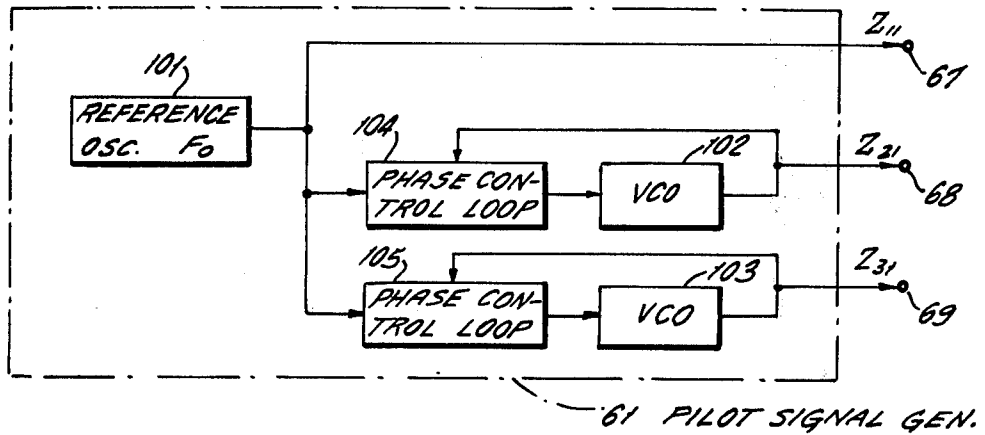 Z11
67
101
REFERENCE
OSC. F0
104
PHASE CON-
TROL LOOP
102
VCO
Z21
68
105
PHASE CON-
TROL LOOP
103
VCO
Z31
69
61 PILOT SIGNAL GEN.